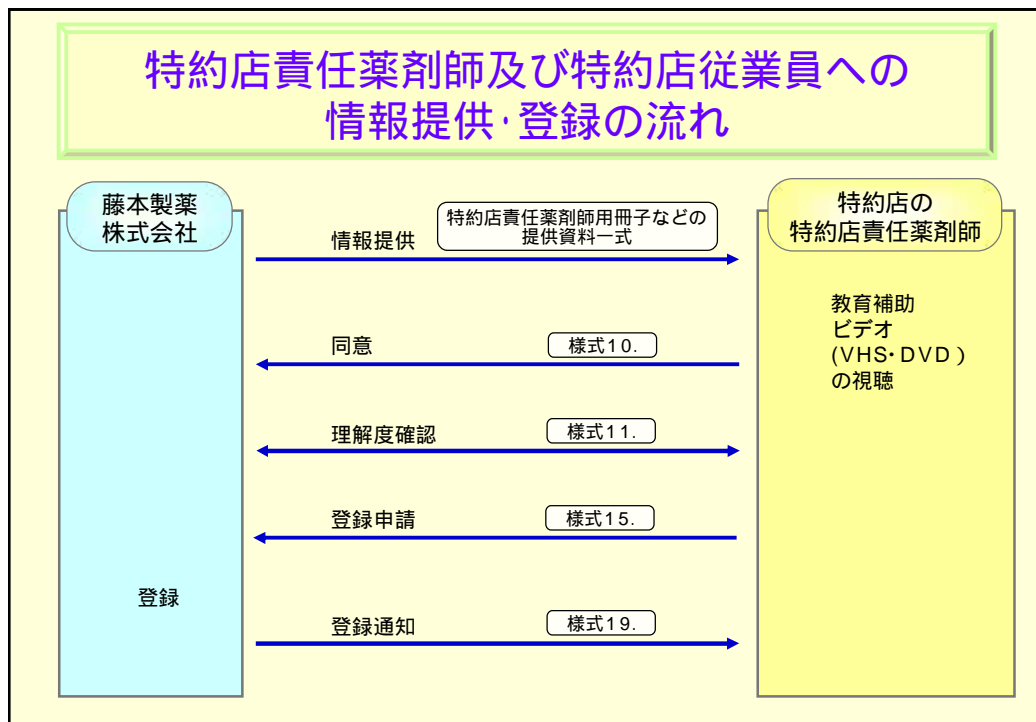 特約店責任薬剤師及び特約店従業員への
情報提供・登録の流れ
藤本製薬
株式会社
特約店の
特約店責任薬剤師
情報提供
特約店責任薬剤師用冊子などの
提供資料一式
教育補助
ビデオ
(VHS・DVD)
の視聴
同意
様式10.
理解度確認
様式11.
登録申請
様式15.
登録
登録通知
様式19.